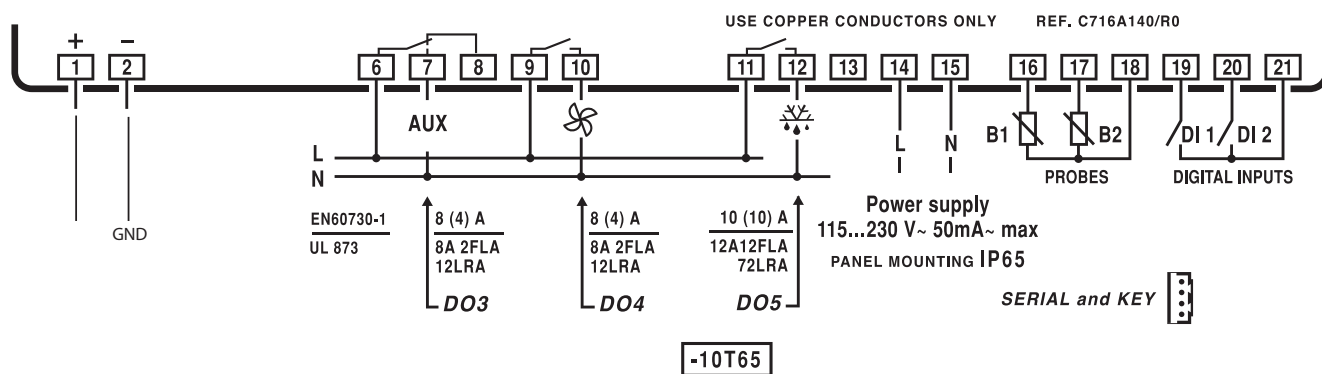 USE COPPER CONDUCTORS ONLY REF. C716A140/R0
+ −
1 2 6 7 8 9 10 11 12 13 14 15 16 17 18 19 20 21
AUX
L N
B1 B2
DI 1 DI 2
L
N
PROBES
DIGITAL INPUTS
GND
EN60730-1
UL 873
8 (4) A
8A 2FLA
12LRA
DO3
8 (4) A
8A 2FLA
12LRA
DO4
10 (10) A
12A12FLA
72LRA
DO5
Power supply
115...230 V~ 50mA~ max
PANEL MOUNTING IP65
SERIAL and KEY
-10T65